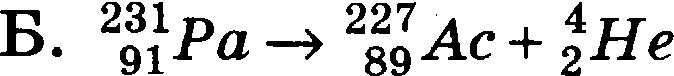 Б. ²³¹₉₁Pa → ²²⁷₈₉Ac + ⁴₂He